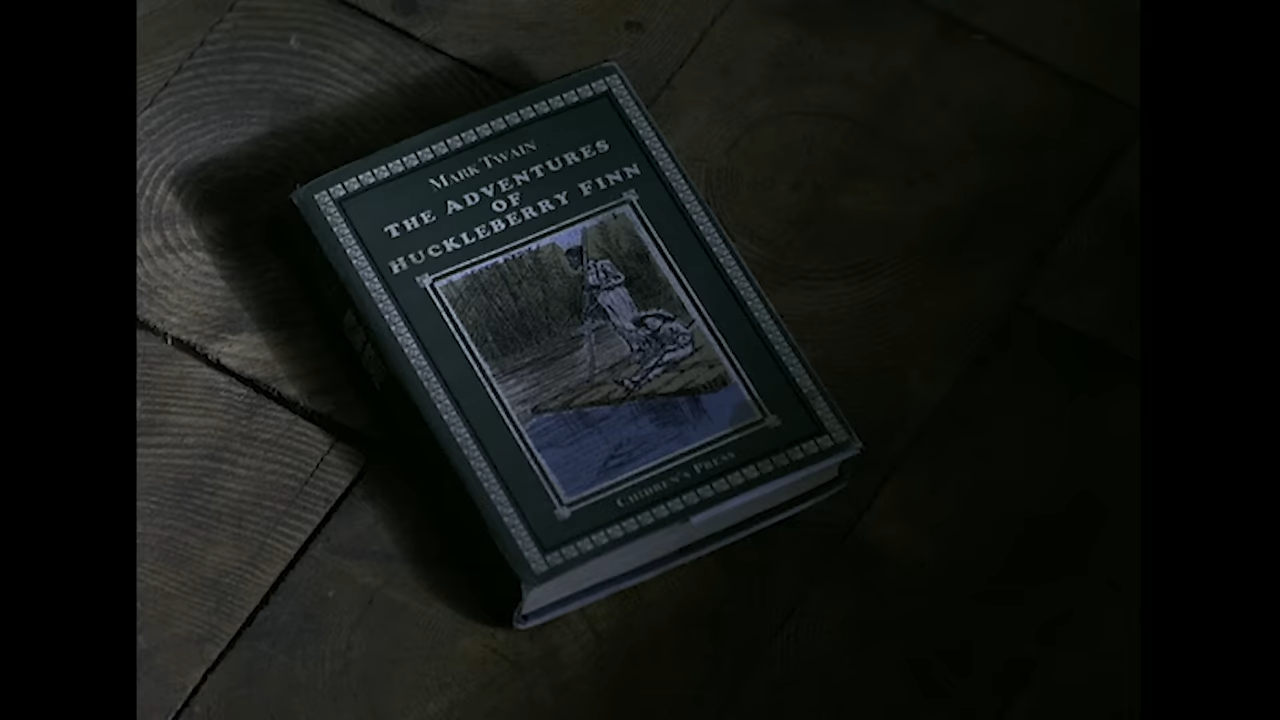 MARK TWAIN
THE ADVENTURES
OF
HUCKLEBERRY FINN
CHILDREN'S PRESS